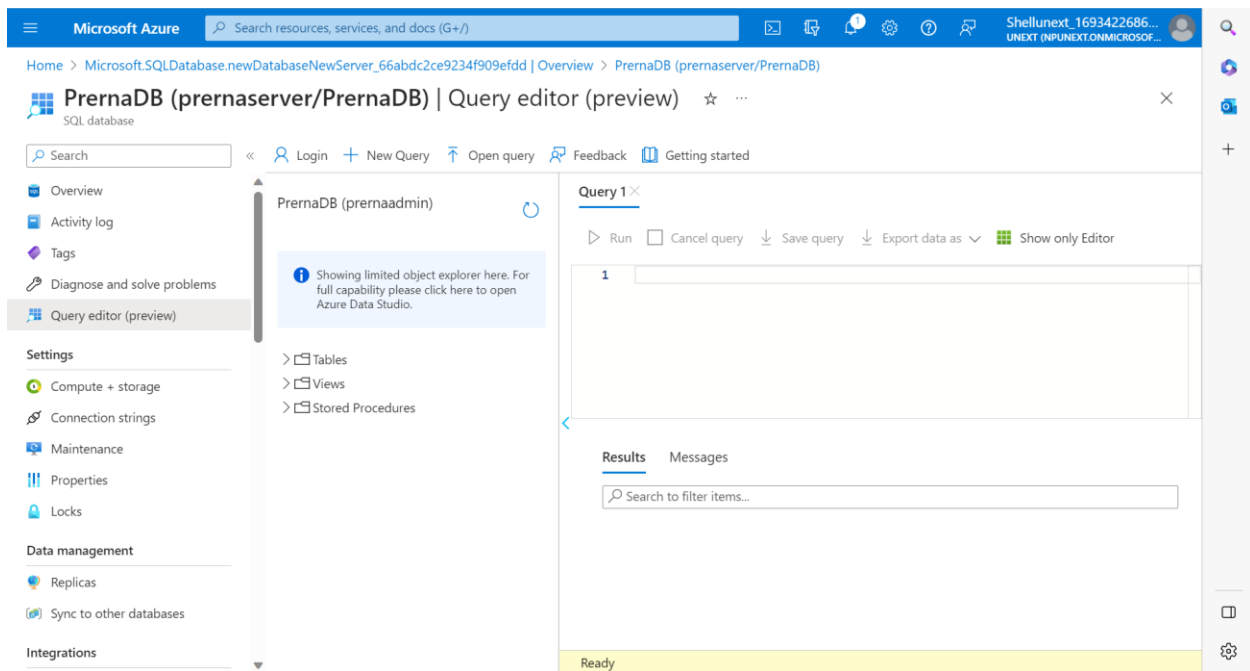 Microsoft Azure
Search resources, services, and docs (G+/)
1
Shellunext_1693422686...
UNEXT (NPUNEXT.ONMICROSOF...
Home > Microsoft.SQLDatabase.newDatabaseNewServer_66abdc2ce9234f909efdd | Overview > PrernaDB (prernaserver/PrernaDB)
PrernaDB (prernaserver/PrernaDB) | Query editor (preview)
SQL database
Search
Login
New Query
Open query
Feedback
Getting started
Overview
Activity log
Tags
Diagnose and solve problems
Query editor (preview)
Settings
Compute + storage
Connection strings
Maintenance
Properties
Locks
Data management
Replicas
Sync to other databases
Integrations
PrernaDB (prernaadmin)
Showing limited object explorer here. For
full capability please click here to open
Azure Data Studio.
Tables
Views
Stored Procedures
Query 1
Run
Cancel query
Save query
Export data as
Show only Editor
1
Results
Messages
Search to filter items...
Ready